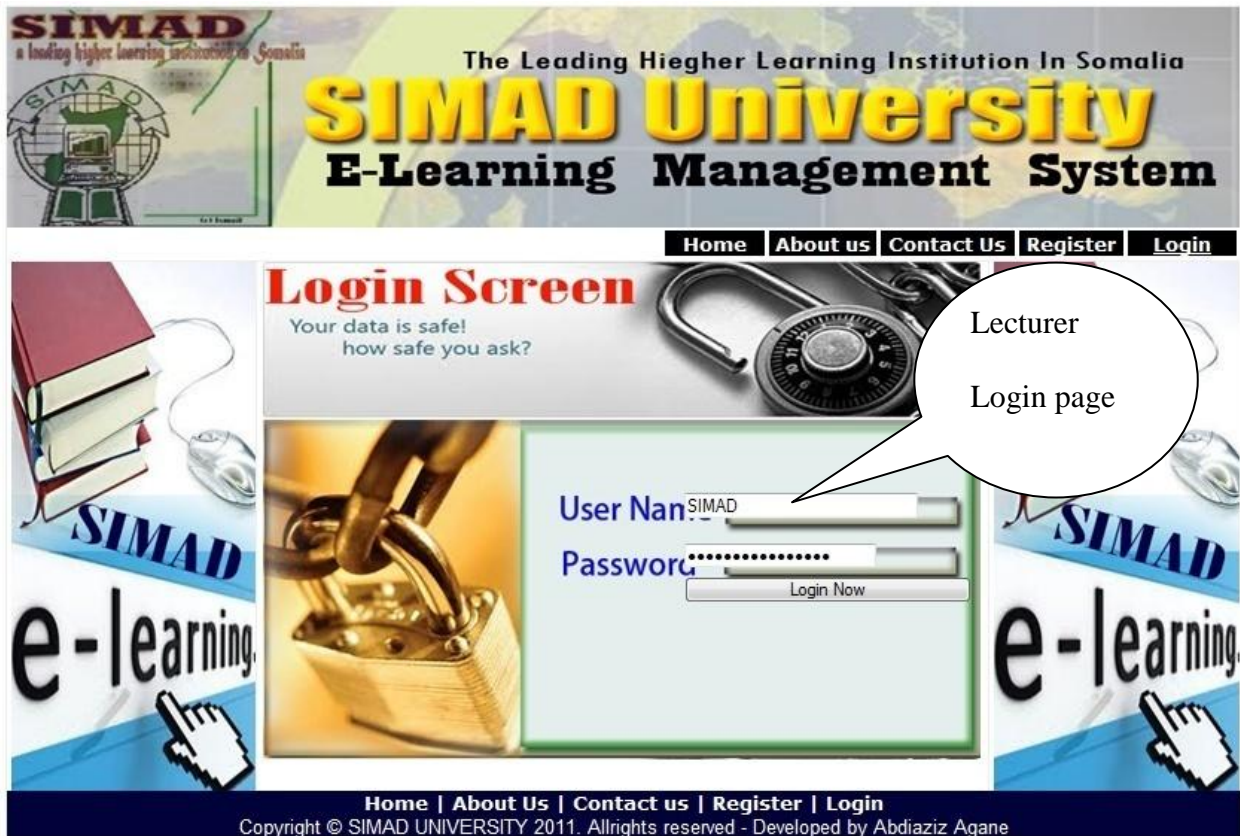 SIMAD
a leading higher learning institution in Somalia
SIMAD
The Leading Hiegher Learning Institution In Somalia
SIMAD University
E-Learning Management System
Home About us Contact Us Register Login
Login Screen
Your data is safe!
how safe you ask?
Lecturer
Login page
User Name SIMAD
Password ••••••••••••••••
Login Now
SIMAD
e-learning.
SIMAD
e-learning.
Home | About Us | Contact us | Register | Login
Copyright © SIMAD UNIVERSITY 2011. Allrights reserved - Developed by Abdiaziz Agane